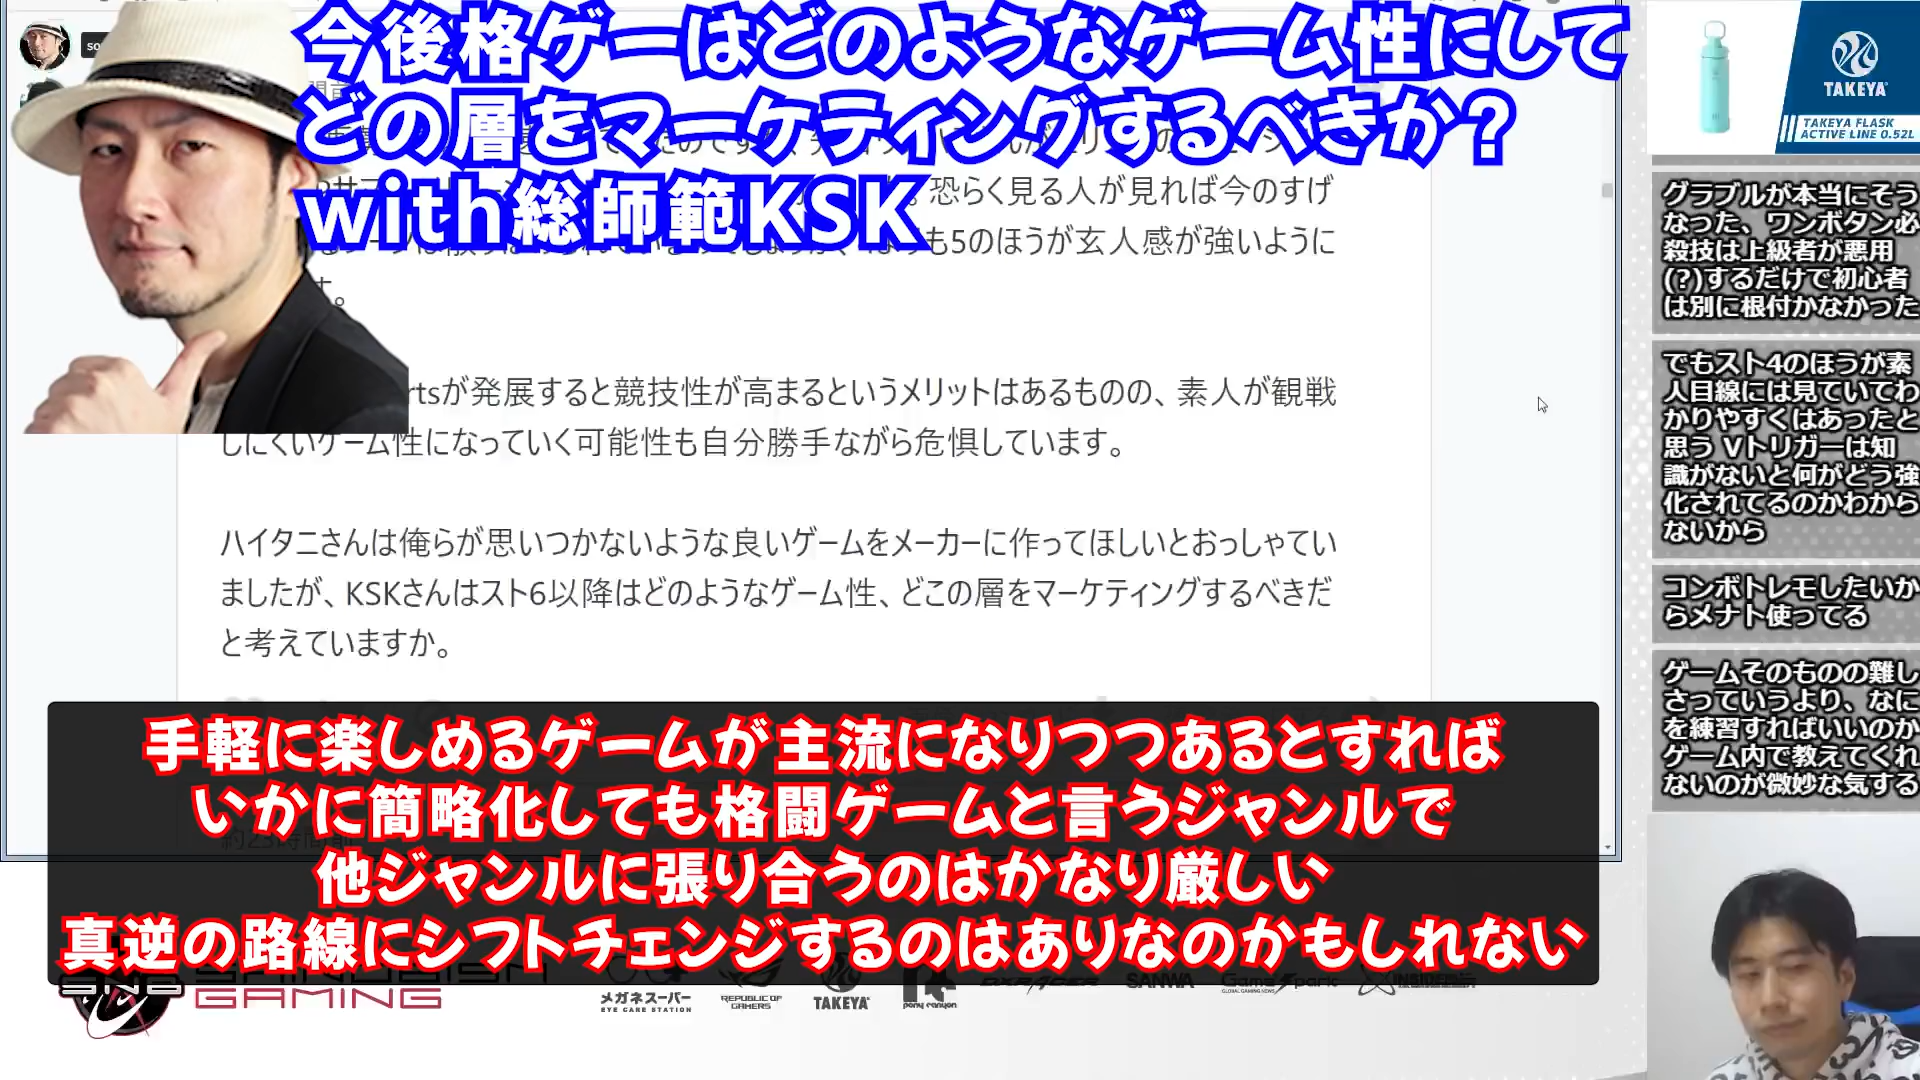 今後格ゲーはどのようなゲーム性にして
どの層をマーケティングするべきか？
with総師範KSK
恐らく見る人が見れば今のすげ
も5のほうが玄人感が強いように
す。
rtsが発展すると競技性が高まるというメリットはあるものの、素人が観戦
しにくいゲーム性になっていく可能性も自分勝手ながら危惧しています。
ハイタニさんは俺らが思いつかないような良いゲームをメーカーに作ってほしいとおっしゃてい
ましたが、KSKさんはスト6以降はどのようなゲーム性、どこの層をマーケティングするべきだ
と考えていますか。
約23時間前
手軽に楽しめるゲームが主流になりつつあるとすれば
いかに簡略化しても格闘ゲームと言うジャンルで
他ジャンルに張り合うのはかなり厳しい
真逆の路線にシフトチェンジするのはありなのかもしれない
SNB
GAMING
メガネスーパー
EYE CARE STATION
REPUBLIC OF
GAMERS
TAKEYA
pony canyon
DXRACER
SANWA
Game*Spark
GLOBAL GAMING NEWS
INSIDE
TAKEYA
TAKEYA FLASK
ACTIVE LINE 0.52L
グラブルが本当にそう
なった、ワンボタン必
殺技は上級者が悪用
(?)するだけで初心者
は別に根付かなかった
でもスト4のほうが素
人目線には見ていてわ
かりやすくはあったと
思う Vトリガーは知
識がないと何がどう強
化されてるのかわから
ないから
コンボトレモしたいか
らメナト使ってる
ゲームそのものの難し
さっていうより、なに
を練習すればいいのか
ゲーム内で教えてくれ
ないのが微妙な気する